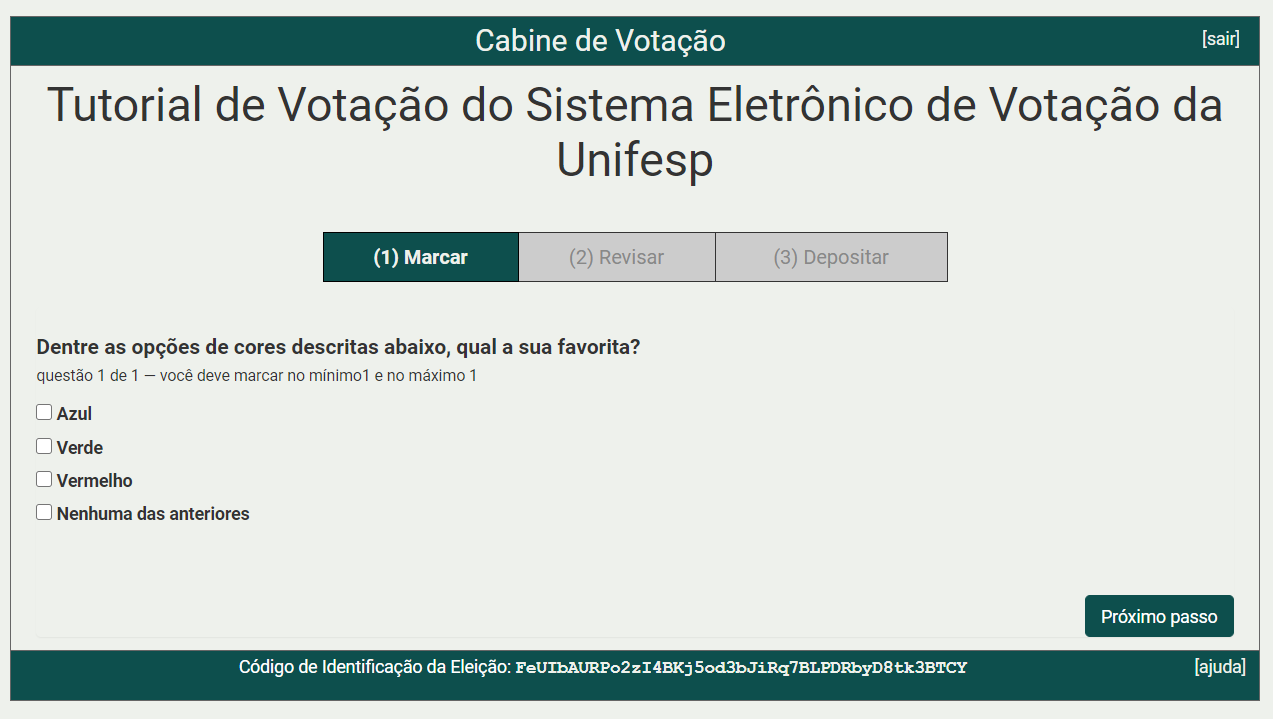 Cabine de Votação
[sair]
Tutorial de Votação do Sistema Eletrônico de Votação da
Unifesp
(1) Marcar
(2) Revisar
(3) Depositar
Dentre as opções de cores descritas abaixo, qual a sua favorita?
questão 1 de 1 — você deve marcar no mínimo1 e no máximo 1
Azul
Verde
Vermelho
Nenhuma das anteriores
Próximo passo
Código de Identificação da Eleição: FeUIbAURPo2zI4BKj5od3bJiRq7BLPDRbyD8tk3BTCY
[ajuda]